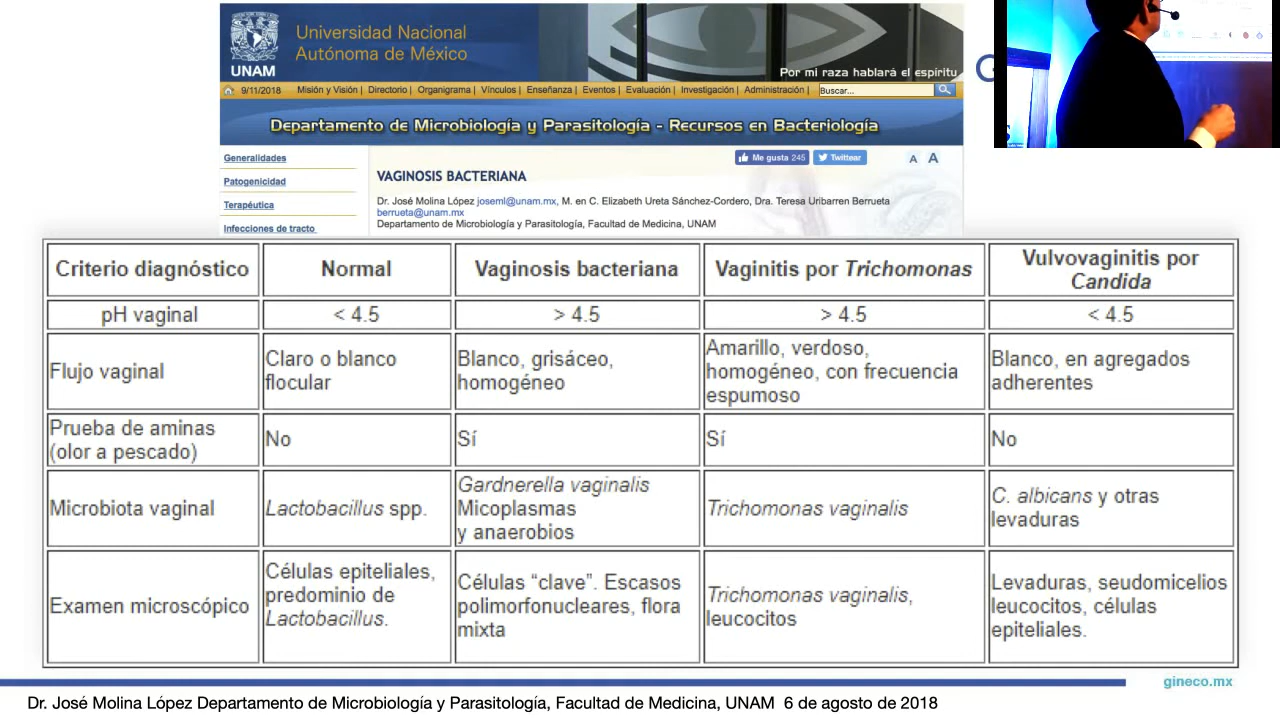 Universidad Nacional
Autónoma de México
UNAM
Por mi raza hablará el espíritu
9/11/2018 Misión y Visión | Directorio | Organigrama | Vínculos | Enseñanza | Eventos | Evaluación | Investigación | Administración | Buscar...
Departamento de Microbiología y Parasitología - Recursos en Bacteriología
Generalidades
Patogenicidad
Terapéutica
Infecciones de tracto
Me gusta 245 Twittear A A
VAGINOSIS BACTERIANA
Dr. José Molina López joseml@unam.mx, M. en C. Elizabeth Ureta Sánchez-Cordero, Dra. Teresa Uribarren Berrueta
berrueta@unam.mx
Departamento de Microbiología y Parasitología, Facultad de Medicina, UNAM
Criterio diagnóstico Normal Vaginosis bacteriana Vaginitis por Trichomonas Vulvovaginitis por
Candida
pH vaginal < 4.5 > 4.5 > 4.5 < 4.5
Flujo vaginal
Claro o blanco
flocular
Blanco, grisáceo,
homogéneo
Amarillo, verdoso,
homogéneo, con frecuencia
espumoso
Blanco, en agregados
adherentes
Prueba de aminas
(olor a pescado)
No
Sí
Sí
No
Microbiota vaginal
Lactobacillus spp.
Gardnerella vaginalis
Micoplasmas
y anaerobios
Trichomonas vaginalis
C. albicans y otras
levaduras
Examen microscópico
Células epiteliales,
predominio de
Lactobacillus.
Células “clave”. Escasos
polimorfonucleares, flora
mixta
Trichomonas vaginalis,
leucocitos
Levaduras, seudomicelios
leucocitos, células
epiteliales.
gineco.mx
Dr. José Molina López Departamento de Microbiología y Parasitología, Facultad de Medicina, UNAM 6 de agosto de 2018